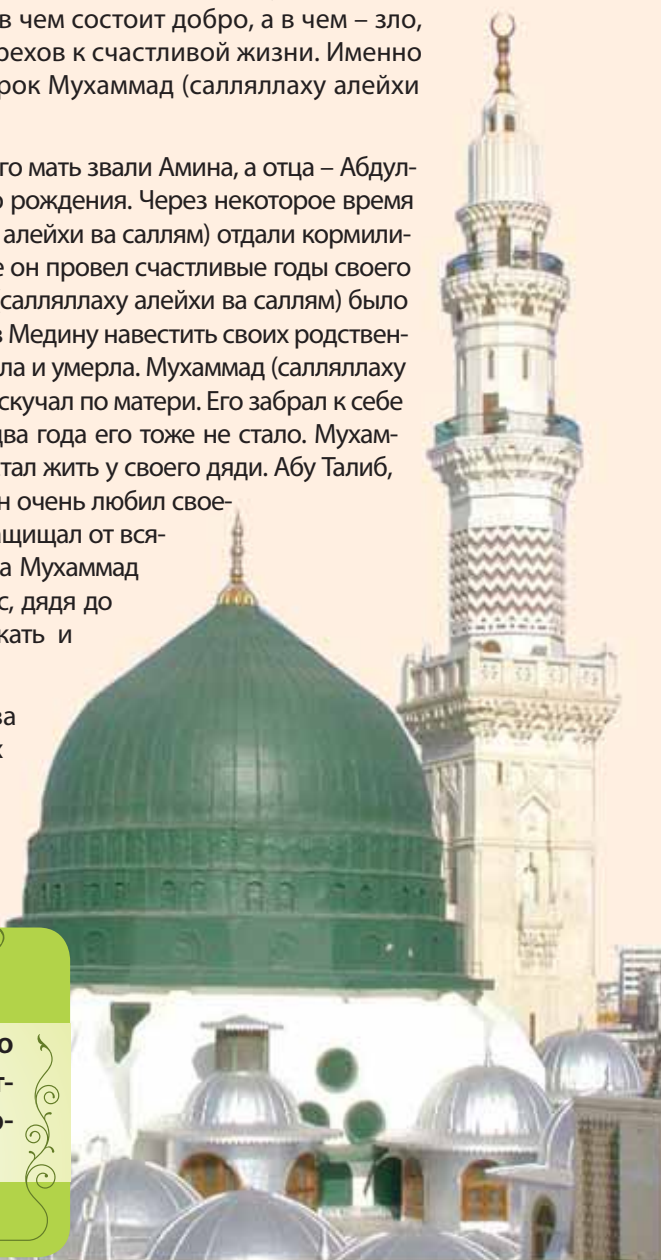 в чем состоит добро, а в чем – зло,
рехов к счастливой жизни. Именно
рок Мухаммад (салляллаху алейхи
го мать звали Амина, а отца – Абдул-
о рождения. Через некоторое время
алейхи ва саллям) отдали кормили-
е он провел счастливые годы своего
(салляллаху алейхи ва саллям) было
в Медину навестить своих родствен-
ла и умерла. Мухаммад (салляллаху
скучал по матери. Его забрал к себе
два года его тоже не стало. Мухам-
тал жить у своего дяди. Абу Талиб,
н очень любил свое-
ащищал от вся-
а Мухаммад
с, дядя до
кать и
ва
х
о
т-
о-